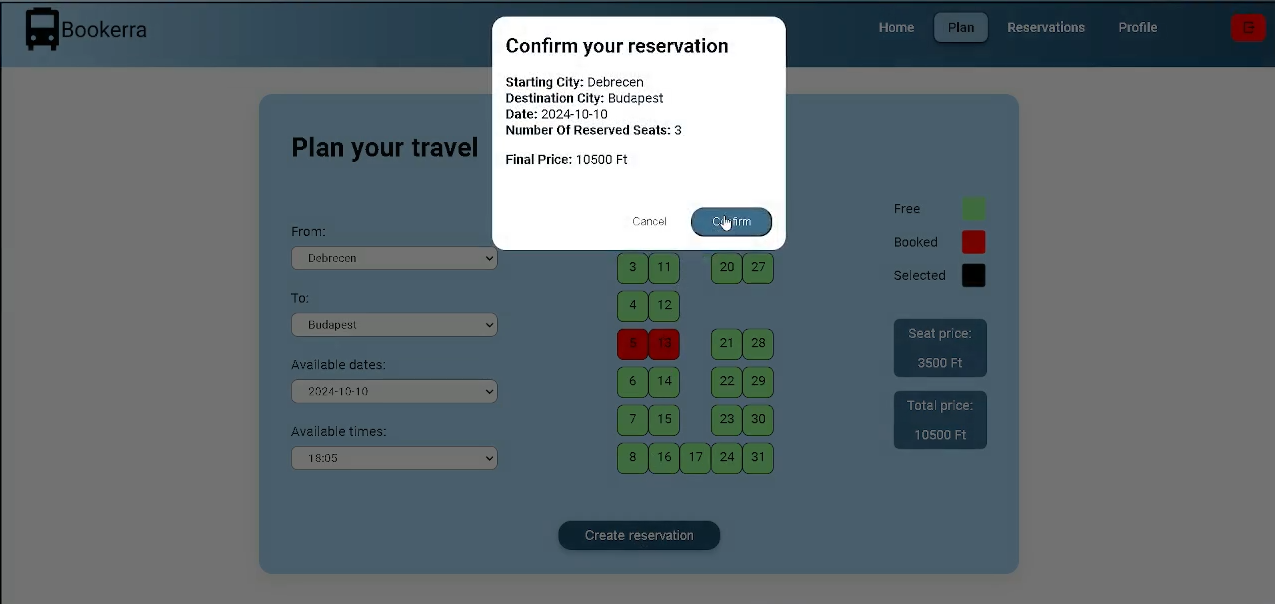 Bookerra
Home Plan Reservations Profile
Confirm your reservation
Starting City: Debrecen
Destination City: Budapest
Date: 2024-10-10
Number Of Reserved Seats: 3
Final Price: 10500 Ft
Cancel Confirm
Plan your travel
From:
Debrecen
To:
Budapest
Available dates:
2024-10-10
Available times:
18:05
3 11 20 27
4 12
5 13 21 28
6 14 22 29
7 15 23 30
8 16 17 24 31
Free
Booked
Selected
Seat price:
3500 Ft
Total price:
10500 Ft
Create reservation